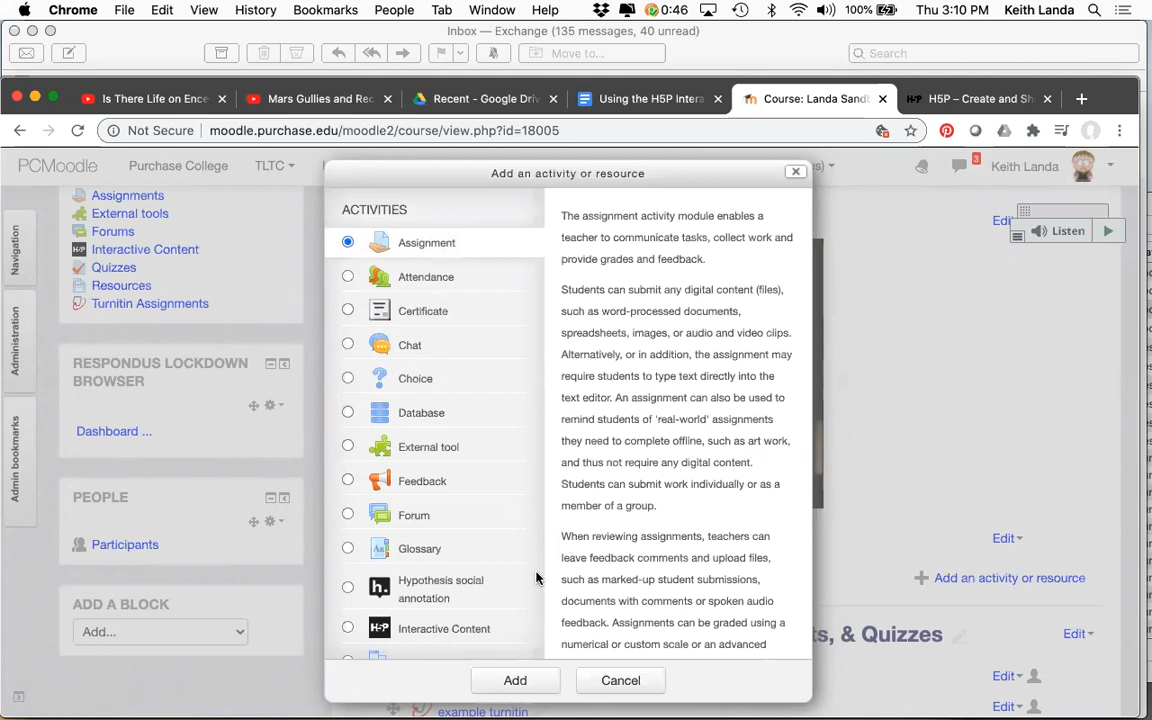 Chrome File Edit View History Bookmarks People Tab Window Help 0:46 100% Thu 3:10 PM Keith Landa
Inbox — Exchange (135 messages, 40 unread)
Move to... Search
Is There Life on Ence Mars Gullies and Rec Recent - Google Driv Using the H5P Intera Course: Landa Sandb H5P – Create and Sh
Not Secure moodle.purchase.edu/moodle2/course/view.php?id=18005
PCMoodle Purchase College TLTC s) 3 Keith Landa
Add an activity or resource
Navigation
Administration
Admin bookmarks
Assignments
External tools
Forums
H5P Interactive Content
Quizzes
Resources
Turnitin Assignments
RESPONDUS LOCKDOWN
BROWSER
Dashboard ...
PEOPLE
Participants
ADD A BLOCK
Add...
ACTIVITIES
Assignment
Attendance
Certificate
Chat
Choice
Database
External tool
Feedback
Forum
Aa Glossary
h. Hypothesis social
annotation
H5P Interactive Content
The assignment activity module enables a
teacher to communicate tasks, collect work and
provide grades and feedback.
Students can submit any digital content (files),
such as word-processed documents,
spreadsheets, images, or audio and video clips.
Alternatively, or in addition, the assignment may
require students to type text directly into the
text editor. An assignment can also be used to
remind students of 'real-world' assignments
they need to complete offline, such as art work,
and thus not require any digital content.
Students can submit work individually or as a
member of a group.
When reviewing assignments, teachers can
leave feedback comments and upload files,
such as marked-up student submissions,
documents with comments or spoken audio
feedback. Assignments can be graded using a
numerical or custom scale or an advanced
Add Cancel
Listen
Edit
Add an activity or resource
ts, & Quizzes Edit
Edit
Edit
example turnitin